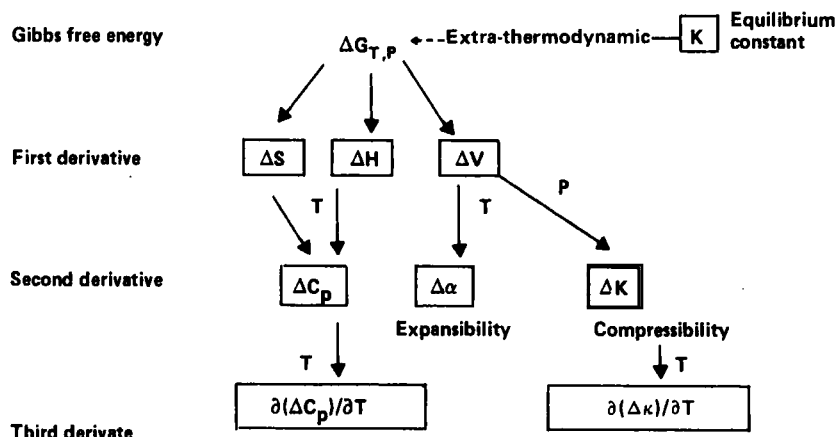 Gibbs free energy
ΔG_T,P
Extra-thermodynamic
K
Equilibrium
constant
First derivative
ΔS
ΔH
ΔV
T
T
P
Second derivative
ΔC_p
Δα
ΔK
Expansibility
Compressibility
T
T
∂(ΔC_p)/∂T
∂(Δκ)/∂T
Third derivate